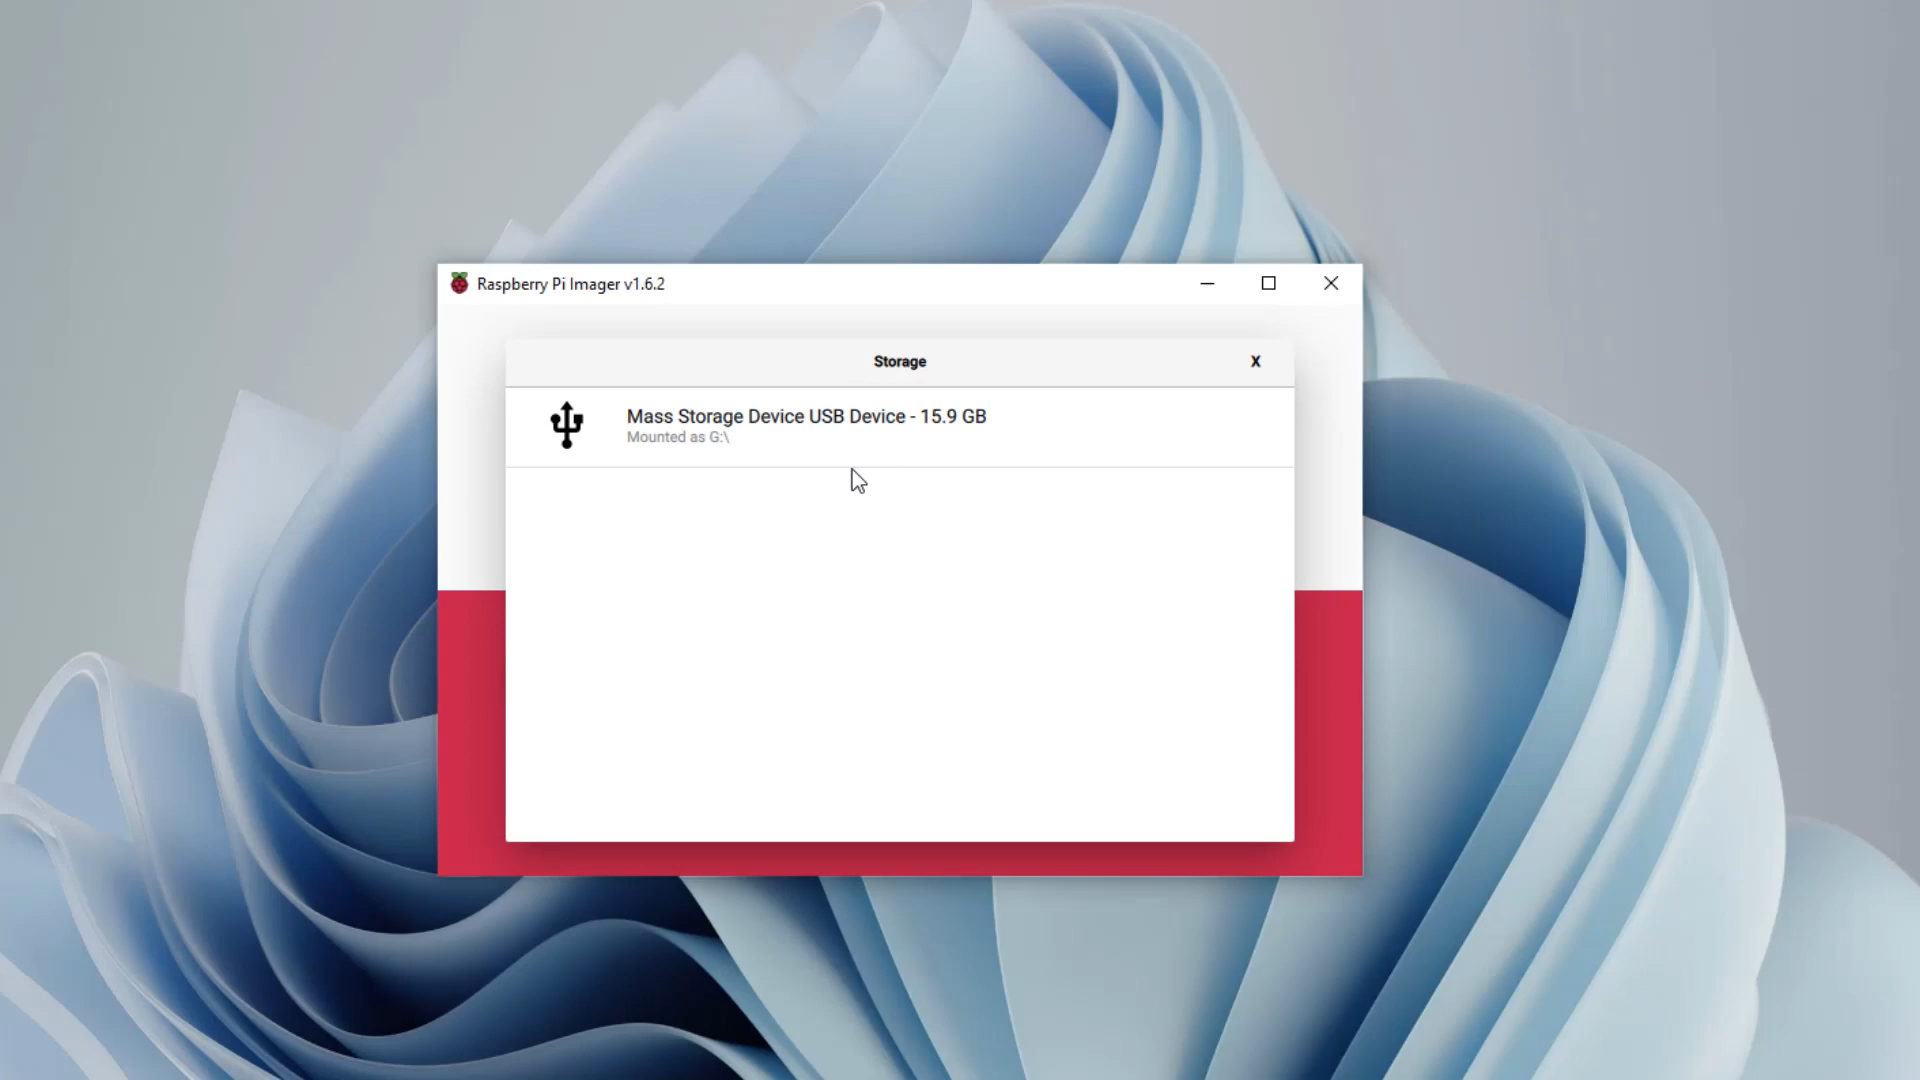 Raspberry Pi Imager v1.6.2
Storage
X
Mass Storage Device USB Device - 15.9 GB
Mounted as G:\